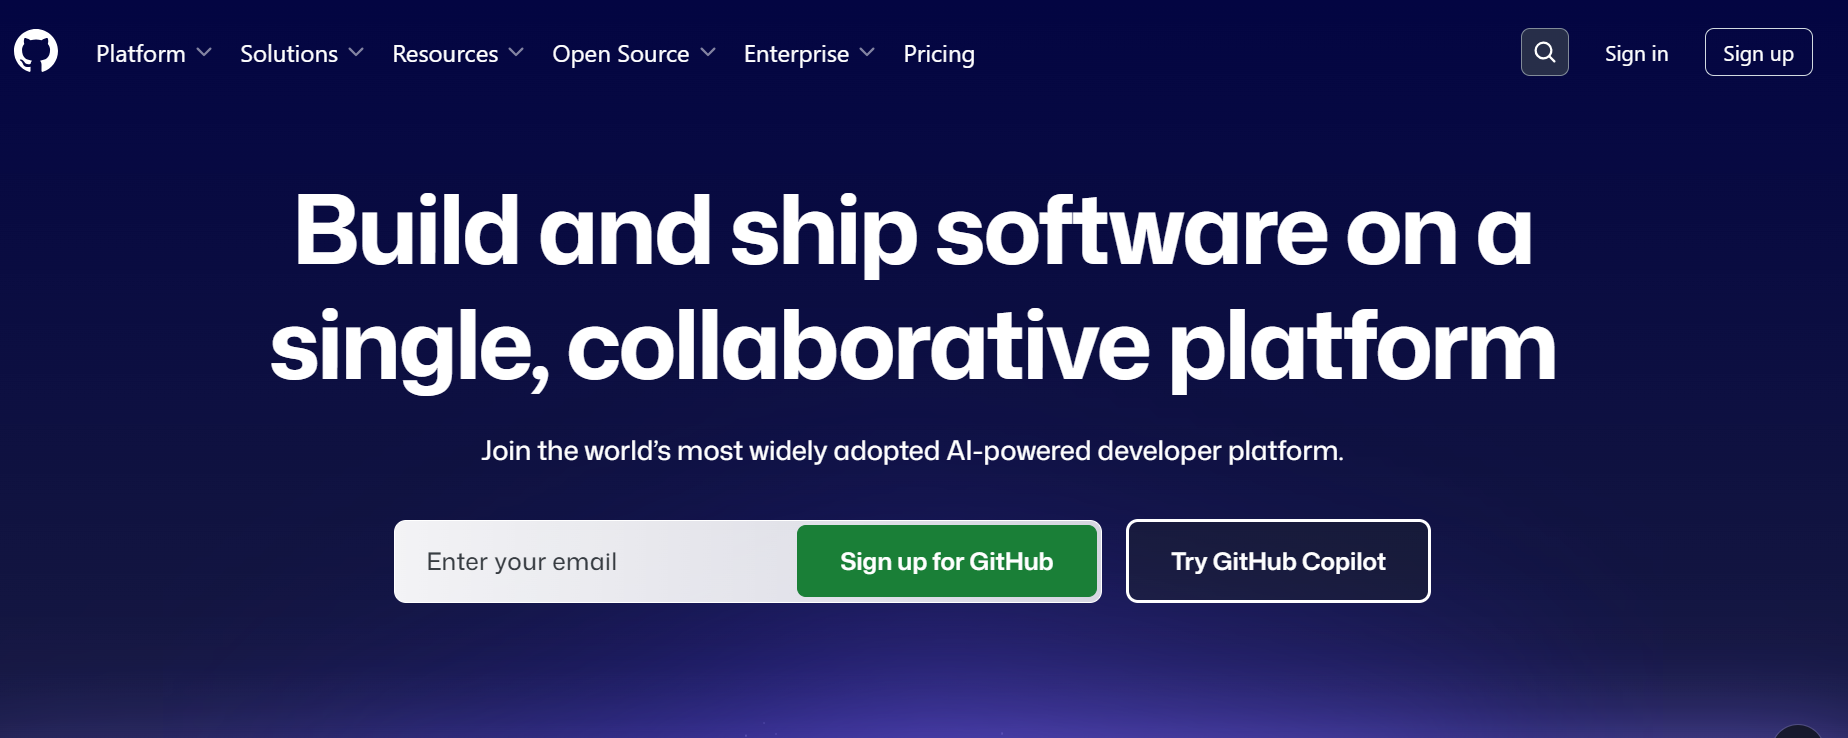 Platform Solutions Resources Open Source Enterprise Pricing Sign in Sign up
Build and ship software on a
single, collaborative platform
Join the world’s most widely adopted AI-powered developer platform.
Enter your email Sign up for GitHub Try GitHub Copilot